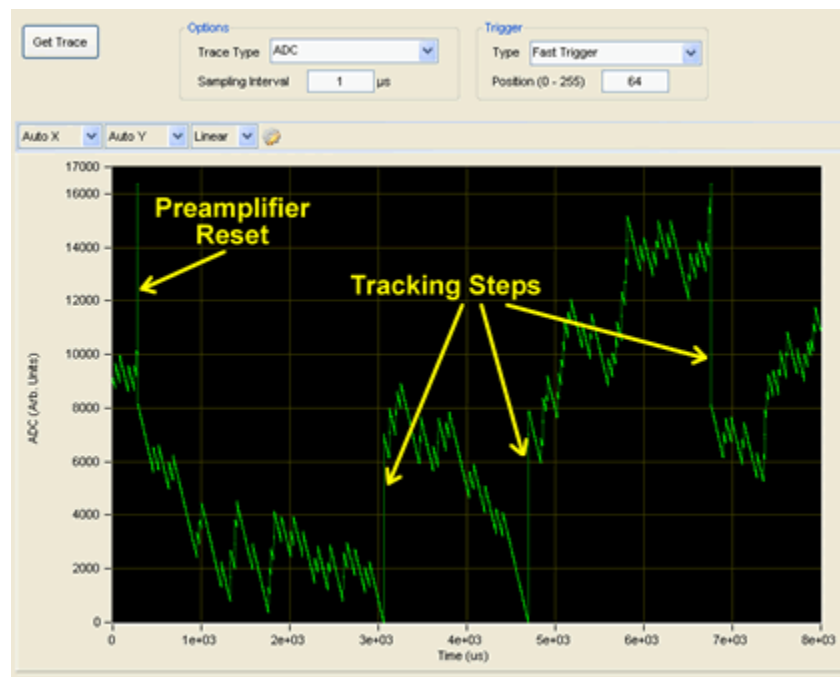 Options
Trigger
Get Trace
Trace Type ADC
Type Fast Trigger
Sampling Interval 1 µs
Position (0 - 255) 64
Auto X Auto Y Linear
17000
16000
14000
12000
10000
8000
6000
4000
2000
0
ADC (Arb. Units)
Preamplifier
Reset
Tracking Steps
0 1e+03 2e+03 3e+03 4e+03 5e+03 6e+03 7e+03 8e+03
Time (us)